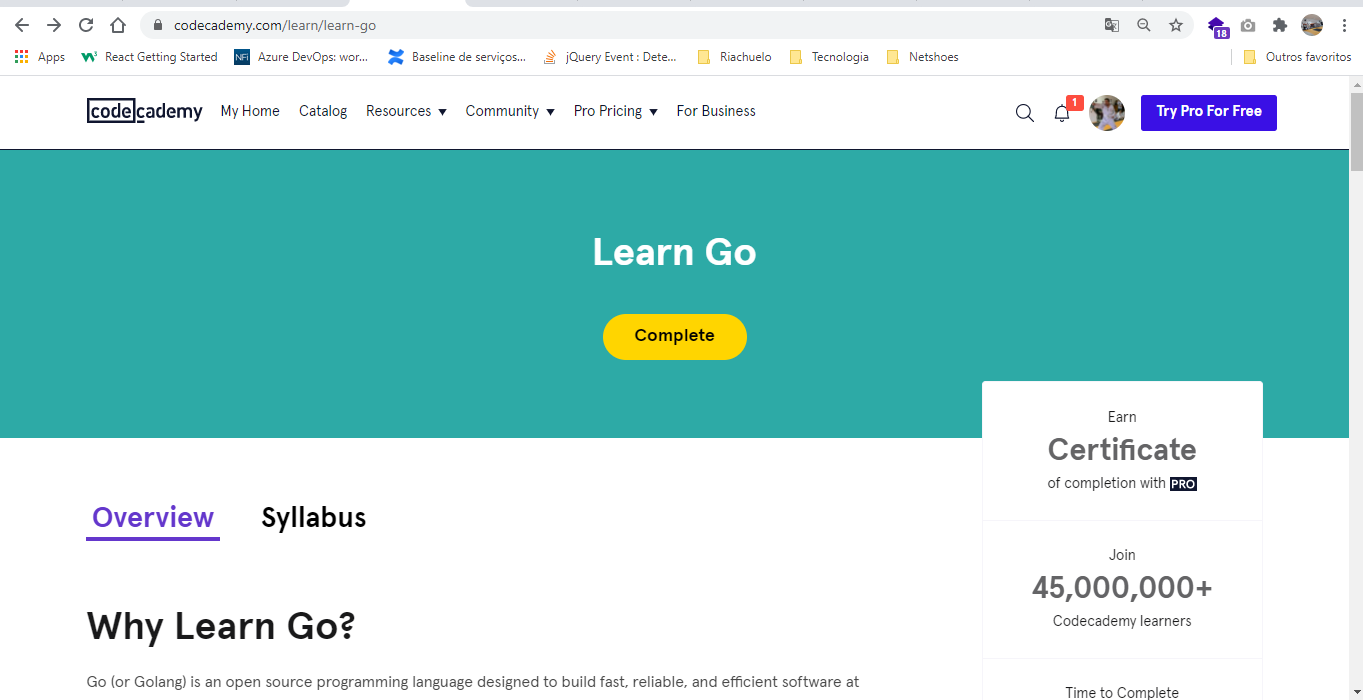 codecademy.com/learn/learn-go
18
Apps
React Getting Started
NFI
Azure DevOps: wor...
Baseline de serviços...
jQuery Event : Dete...
Riachuelo
Tecnologia
Netshoes
Outros favoritos
codecademy
My Home
Catalog
Resources
Community
Pro Pricing
For Business
1
Try Pro For Free
Learn Go
Complete
Earn
Certificate
of completion with PRO
Overview
Syllabus
Join
45,000,000+
Codecademy learners
Why Learn Go?
Go (or Golang) is an open source programming language designed to build fast, reliable, and efficient software at
Time to Complete